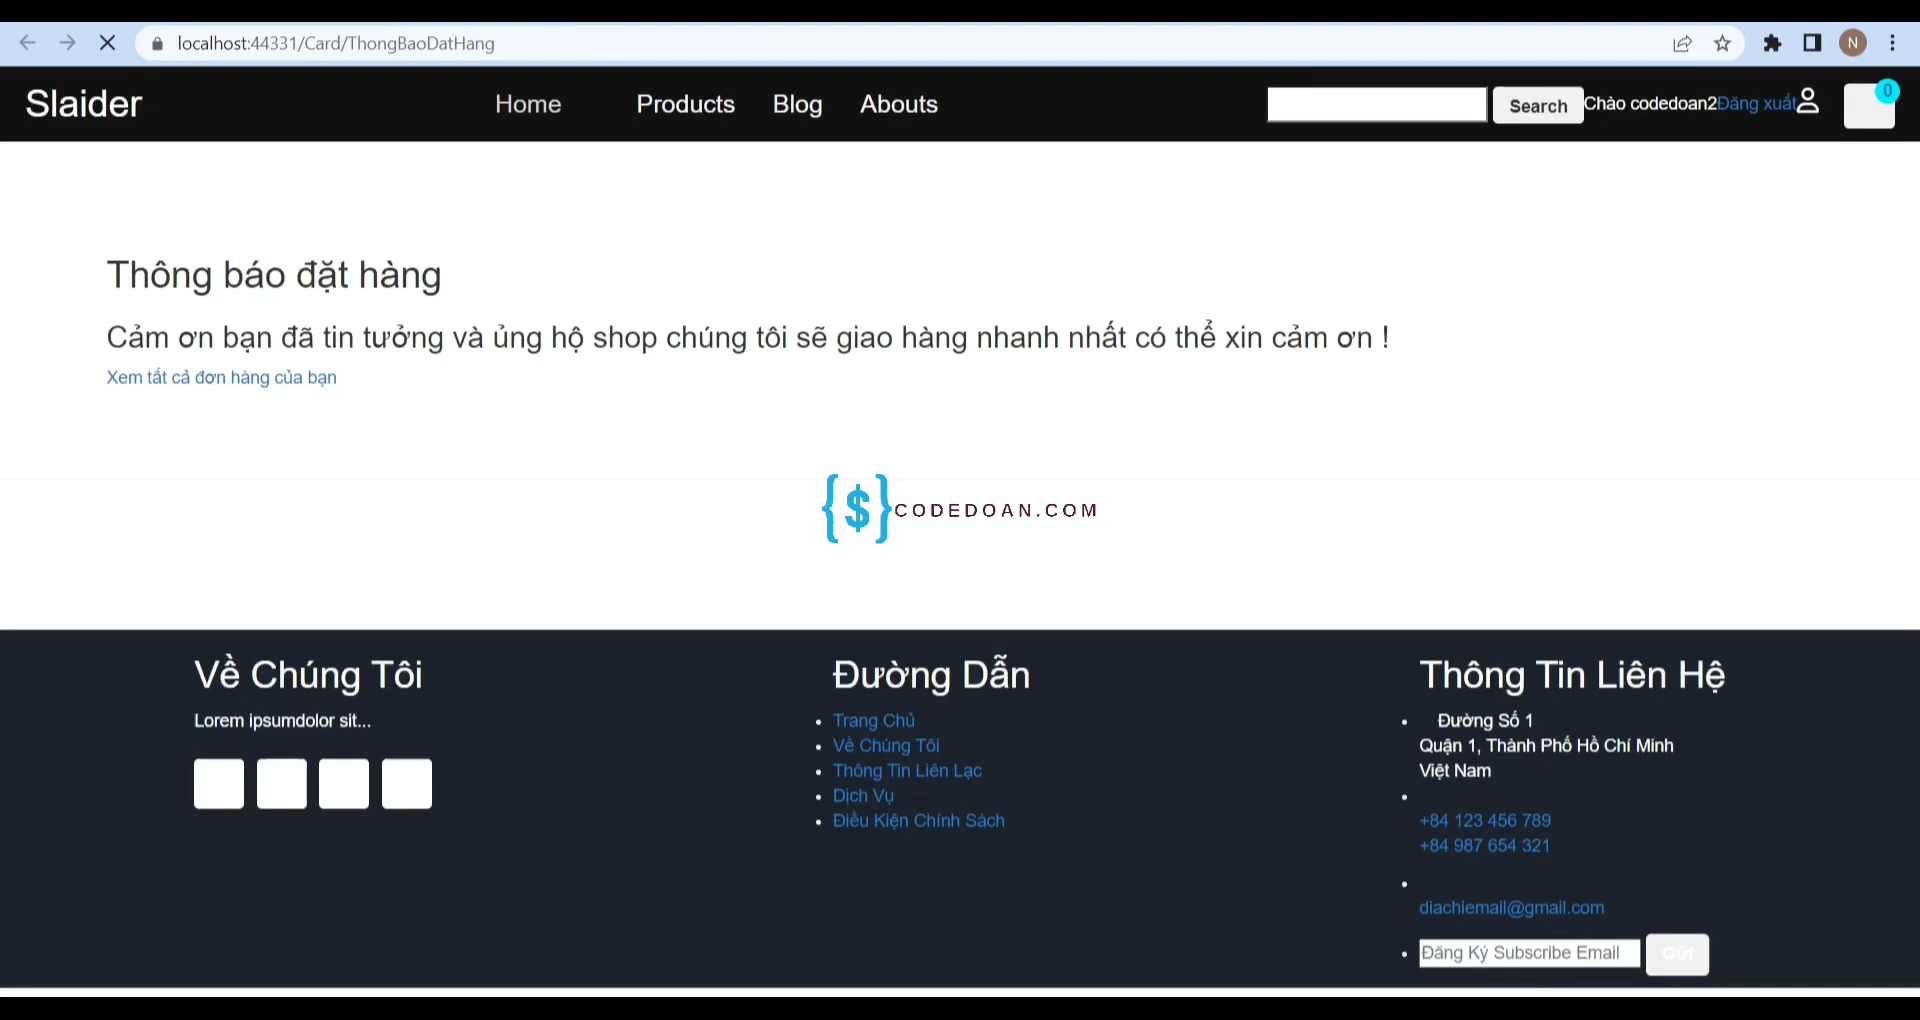 localhost:44331/Card/ThongBaoDatHang
N
Slaider
Home
Products
Blog
Abouts
Search
Chào codedoan2
Đăng xuất
0
Thông báo đặt hàng
Cảm ơn bạn đã tin tưởng và ủng hộ shop chúng tôi sẽ giao hàng nhanh nhất có thể xin cảm ơn !
Xem tất cả đơn hàng của bạn
{$} CODEDOAN.COM
Về Chúng Tôi
Lorem ipsumdolor sit...
Đường Dẫn
Trang Chủ
Về Chúng Tôi
Thông Tin Liên Lạc
Dịch Vụ
Điều Kiện Chính Sách
Thông Tin Liên Hệ
Đường Số 1
Quận 1, Thành Phố Hồ Chí Minh
Việt Nam
+84 123 456 789
+84 987 654 321
diachiemail@gmail.com
Đăng Ký Subscribe Email
Gửi